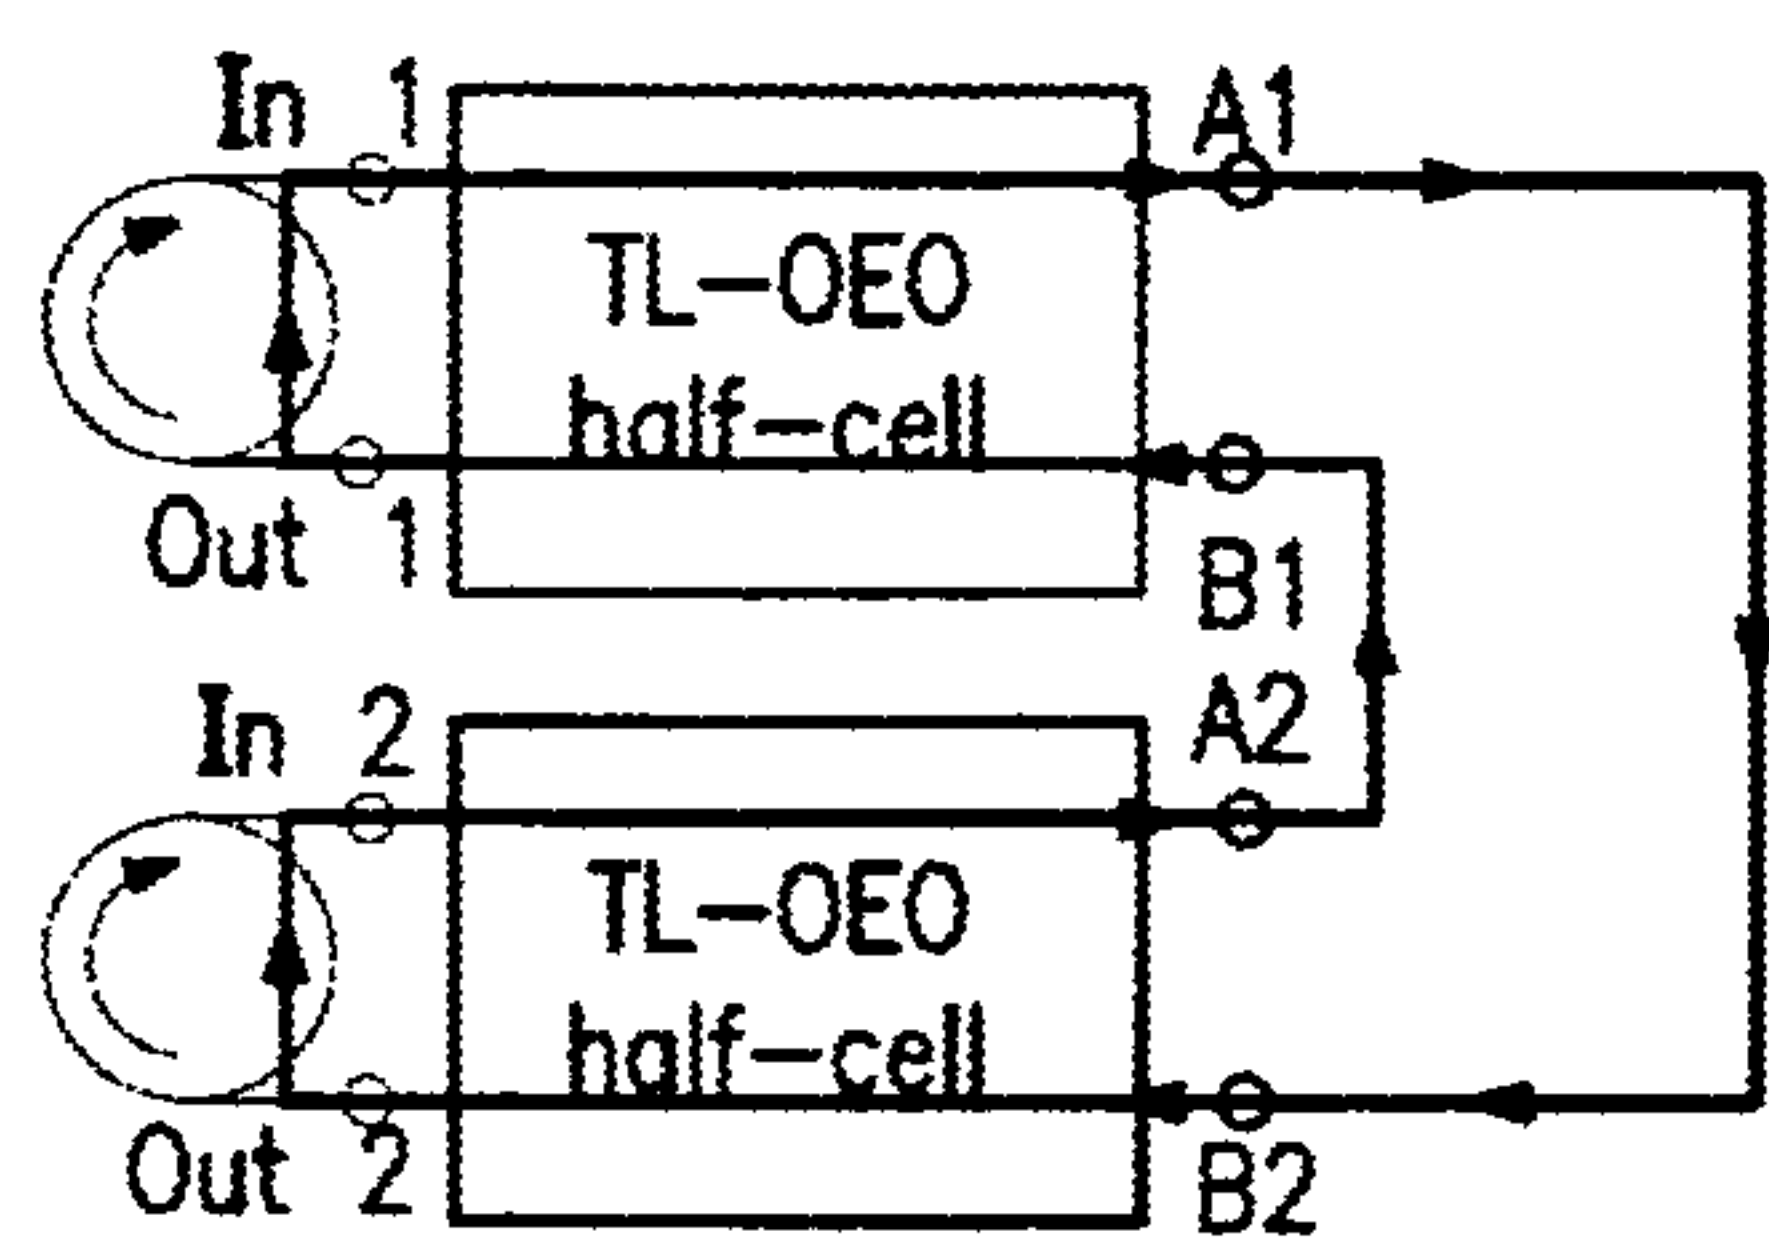 In 1
A1
TL-OEO
half-cell
Out 1
B1
In 2
A2
TL-OEO
half-cell
Out 2
B2